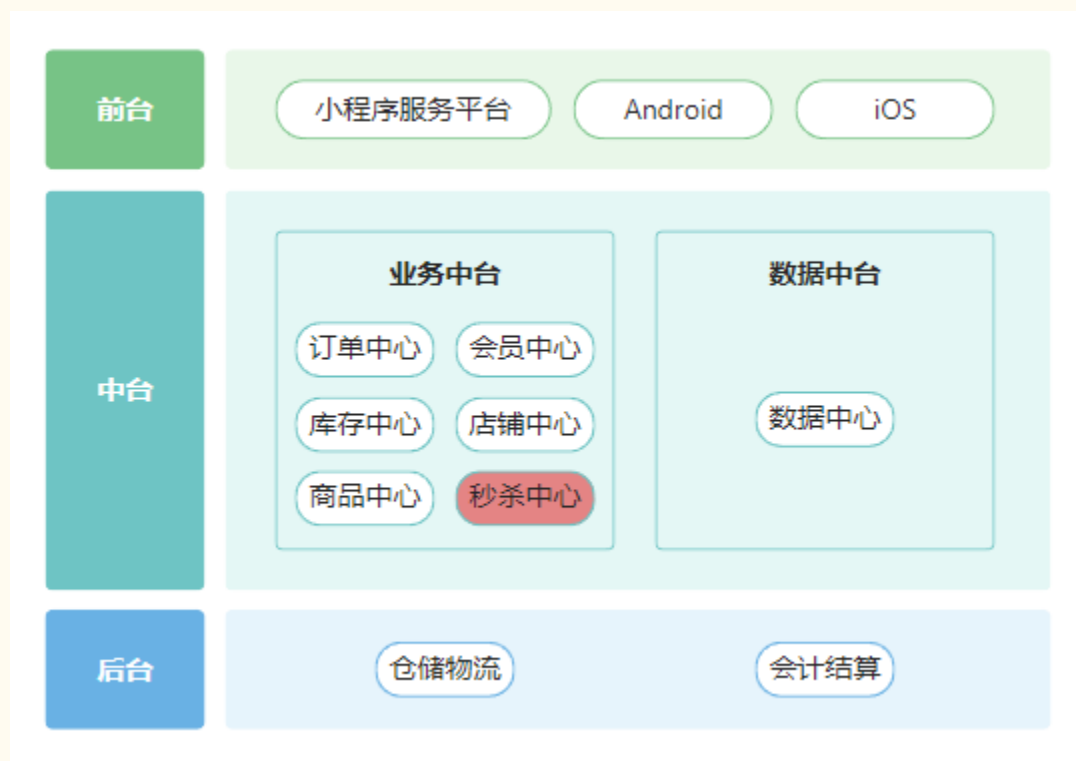 前台
小程序服务平台
Android
iOS
中台
业务中台
订单中心
会员中心
库存中心
店铺中心
商品中心
秒杀中心
数据中台
数据中心
后台
仓储物流
会计结算